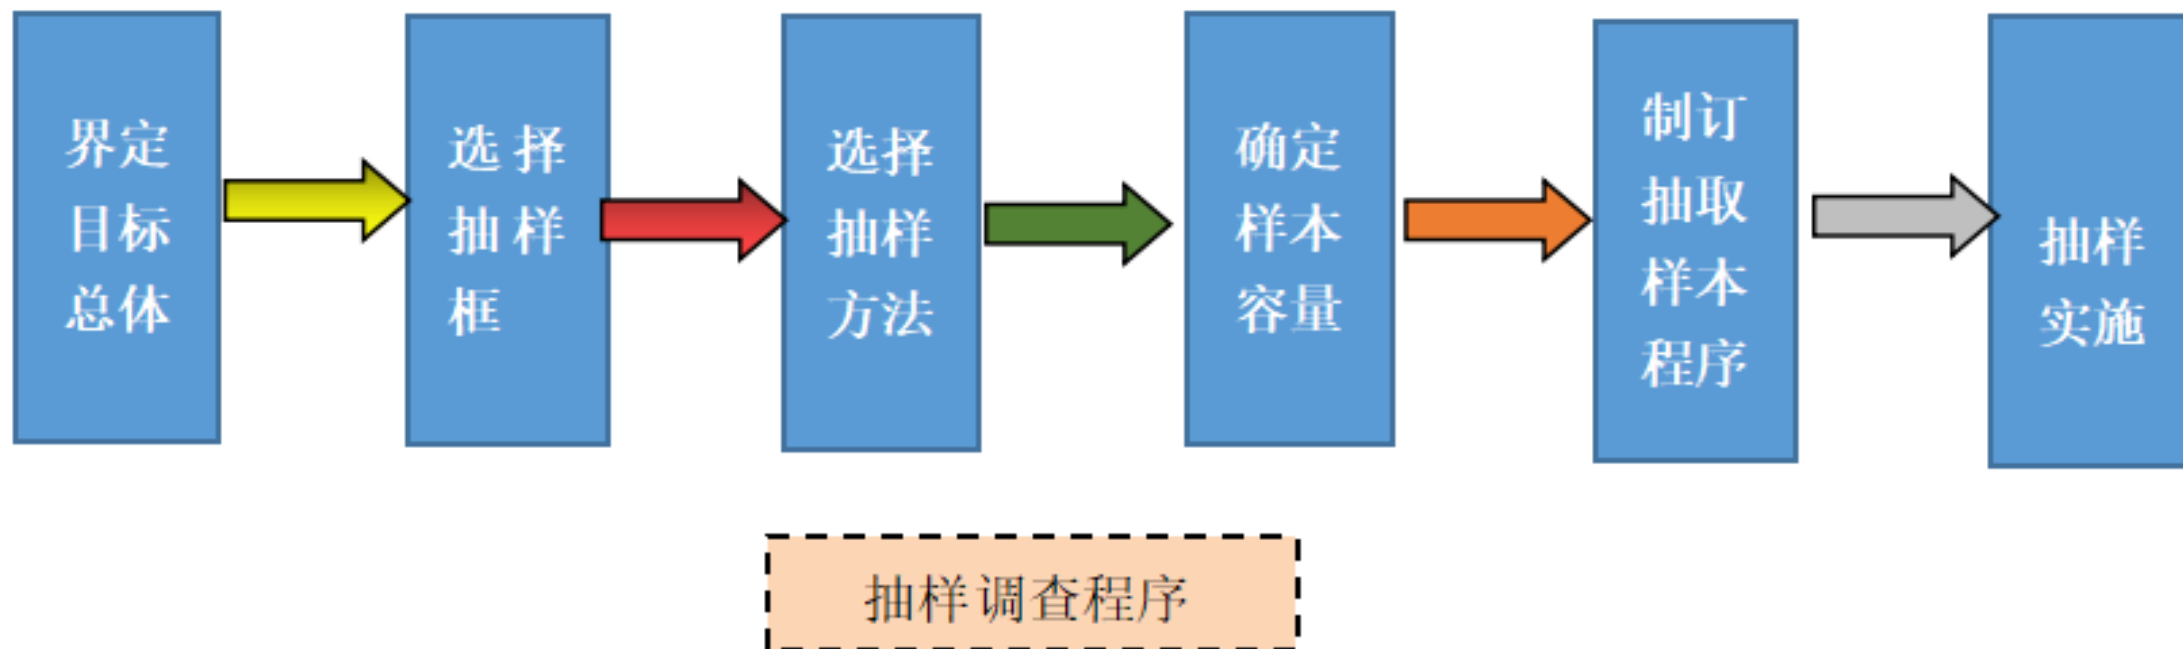 界定
目标
总体
选择
抽样
框
选择
抽样
方法
确定
样本
容量
制订
抽取
样本
程序
抽样
实施
抽样调查程序